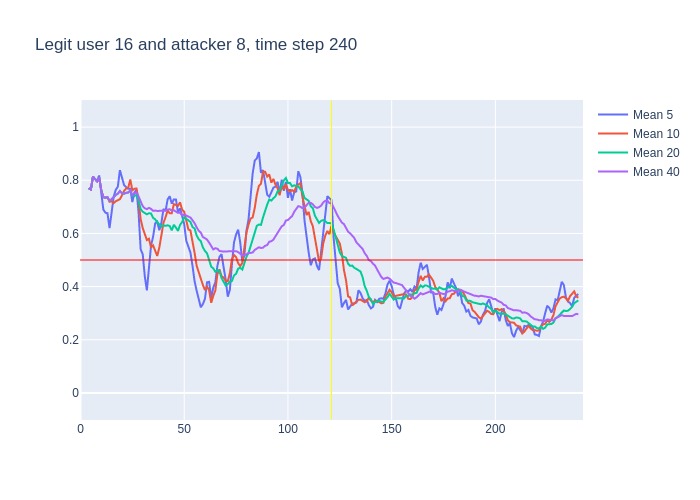 Legit user 16 and attacker 8, time step 240
Mean 5
Mean 10
Mean 20
Mean 40
1
0.8
0.6
0.4
0.2
0
0 50 100 150 200